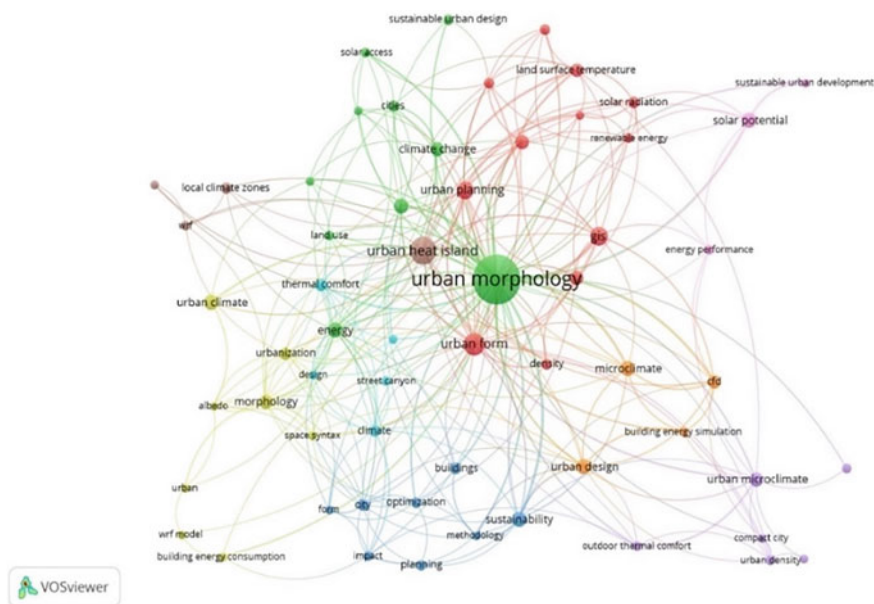 sustainable urban design
solar access
land surface temperature
sustainable urban development
cities
solar radiation
solar potential
renewable energy
climate change
local climate zones
urban planning
wrf
land use
gis
urban heat island
energy performance
urban morphology
thermal comfort
urban climate
energy
urban form
urbanization
density
microclimate
design
street canyon
cfd
albedo
morphology
climate
space syntax
building energy simulation
buildings
urban design
urban microclimate
urban
form
city
optimization
sustainability
wrf model
methodology
compact city
building energy consumption
impact
planning
outdoor thermal comfort
urban density
VOSviewer